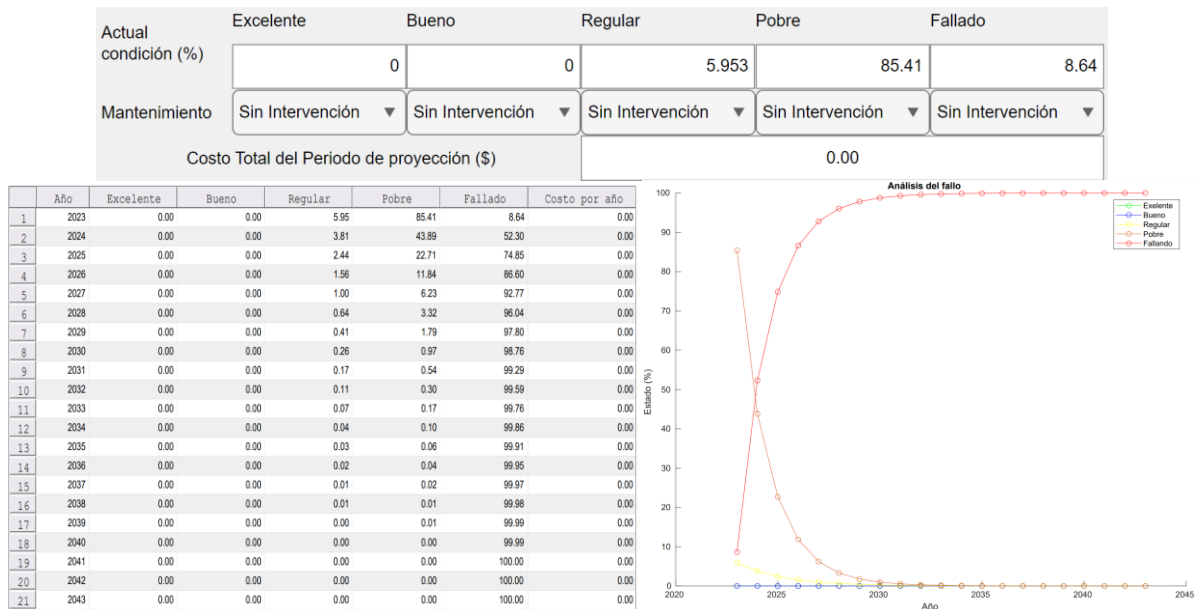 Actual condición (%) Excelente Bueno Regular Pobre Fallado
0 0 5.953 85.41 8.64
Mantenimiento Sin Intervención Sin Intervención Sin Intervención Sin Intervención Sin Intervención
Costo Total del Periodo de proyección ($) 0.00
Año Excelente Bueno Regular Pobre Fallado Costo por año
1 2023 0.00 0.00 5.95 85.41 8.64 0.00
2 2024 0.00 0.00 3.81 43.89 52.30 0.00
3 2025 0.00 0.00 2.44 22.71 74.85 0.00
4 2026 0.00 0.00 1.56 11.84 86.60 0.00
5 2027 0.00 0.00 1.00 6.23 92.77 0.00
6 2028 0.00 0.00 0.64 3.32 96.04 0.00
7 2029 0.00 0.00 0.41 1.79 97.80 0.00
8 2030 0.00 0.00 0.26 0.97 98.76 0.00
9 2031 0.00 0.00 0.17 0.54 99.29 0.00
10 2032 0.00 0.00 0.11 0.30 99.59 0.00
11 2033 0.00 0.00 0.07 0.17 99.76 0.00
12 2034 0.00 0.00 0.04 0.10 99.86 0.00
13 2035 0.00 0.00 0.03 0.06 99.91 0.00
14 2036 0.00 0.00 0.02 0.04 99.95 0.00
15 2037 0.00 0.00 0.01 0.02 99.97 0.00
16 2038 0.00 0.00 0.01 0.01 99.98 0.00
17 2039 0.00 0.00 0.00 0.01 99.99 0.00
18 2040 0.00 0.00 0.00 0.00 99.99 0.00
19 2041 0.00 0.00 0.00 0.00 100.00 0.00
20 2042 0.00 0.00 0.00 0.00 100.00 0.00
21 2043 0.00 0.00 0.00 0.00 100.00 0.00
Análisis del fallo
Exelente
Bueno
Regular
Pobre
Fallando
Estado (%)
100
90
80
70
60
50
40
30
20
10
0
2020 2025 2030 2035 2040 2045
Año